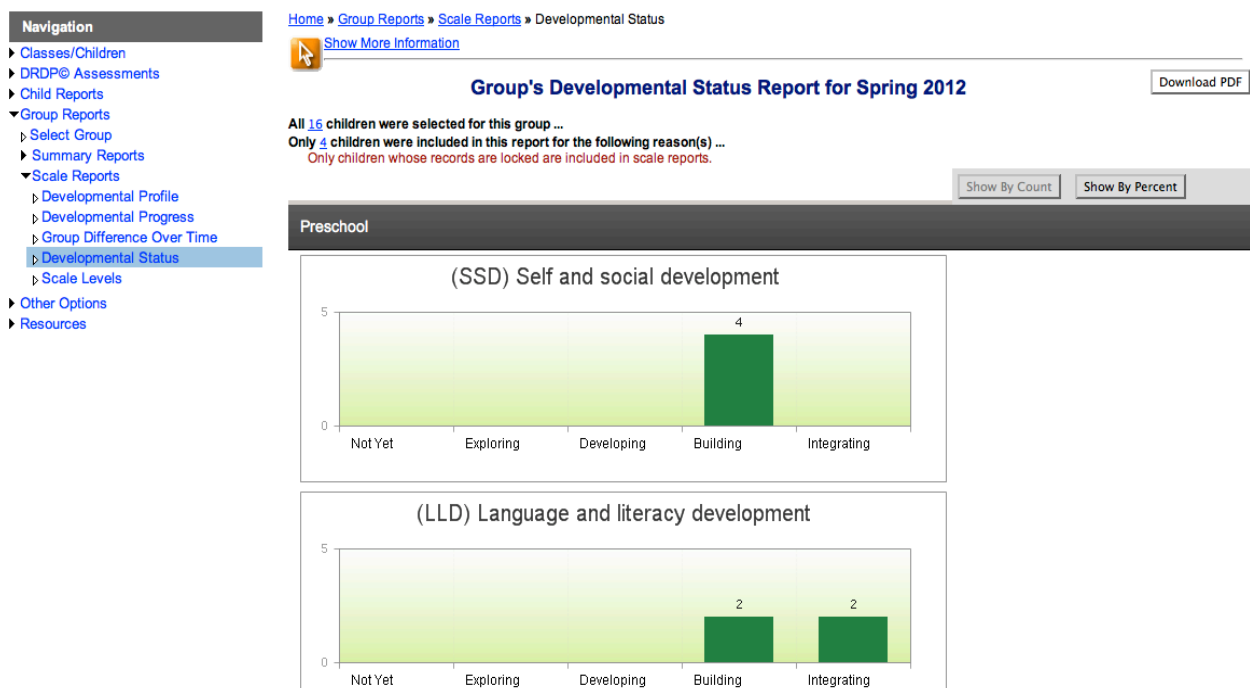 Navigation
Classes/Children
DRDP© Assessments
Child Reports
Group Reports
Select Group
Summary Reports
Scale Reports
Developmental Profile
Developmental Progress
Group Difference Over Time
Developmental Status
Scale Levels
Other Options
Resources
Home » Group Reports » Scale Reports » Developmental Status
Show More Information
Group's Developmental Status Report for Spring 2012
Download PDF
All 16 children were selected for this group ...
Only 4 children were included in this report for the following reason(s) ...
Only children whose records are locked are included in scale reports.
Show By Count Show By Percent
Preschool
(SSD) Self and social development
5
4
0
Not Yet Exploring Developing Building Integrating
(LLD) Language and literacy development
5
2 2
0
Not Yet Exploring Developing Building Integrating